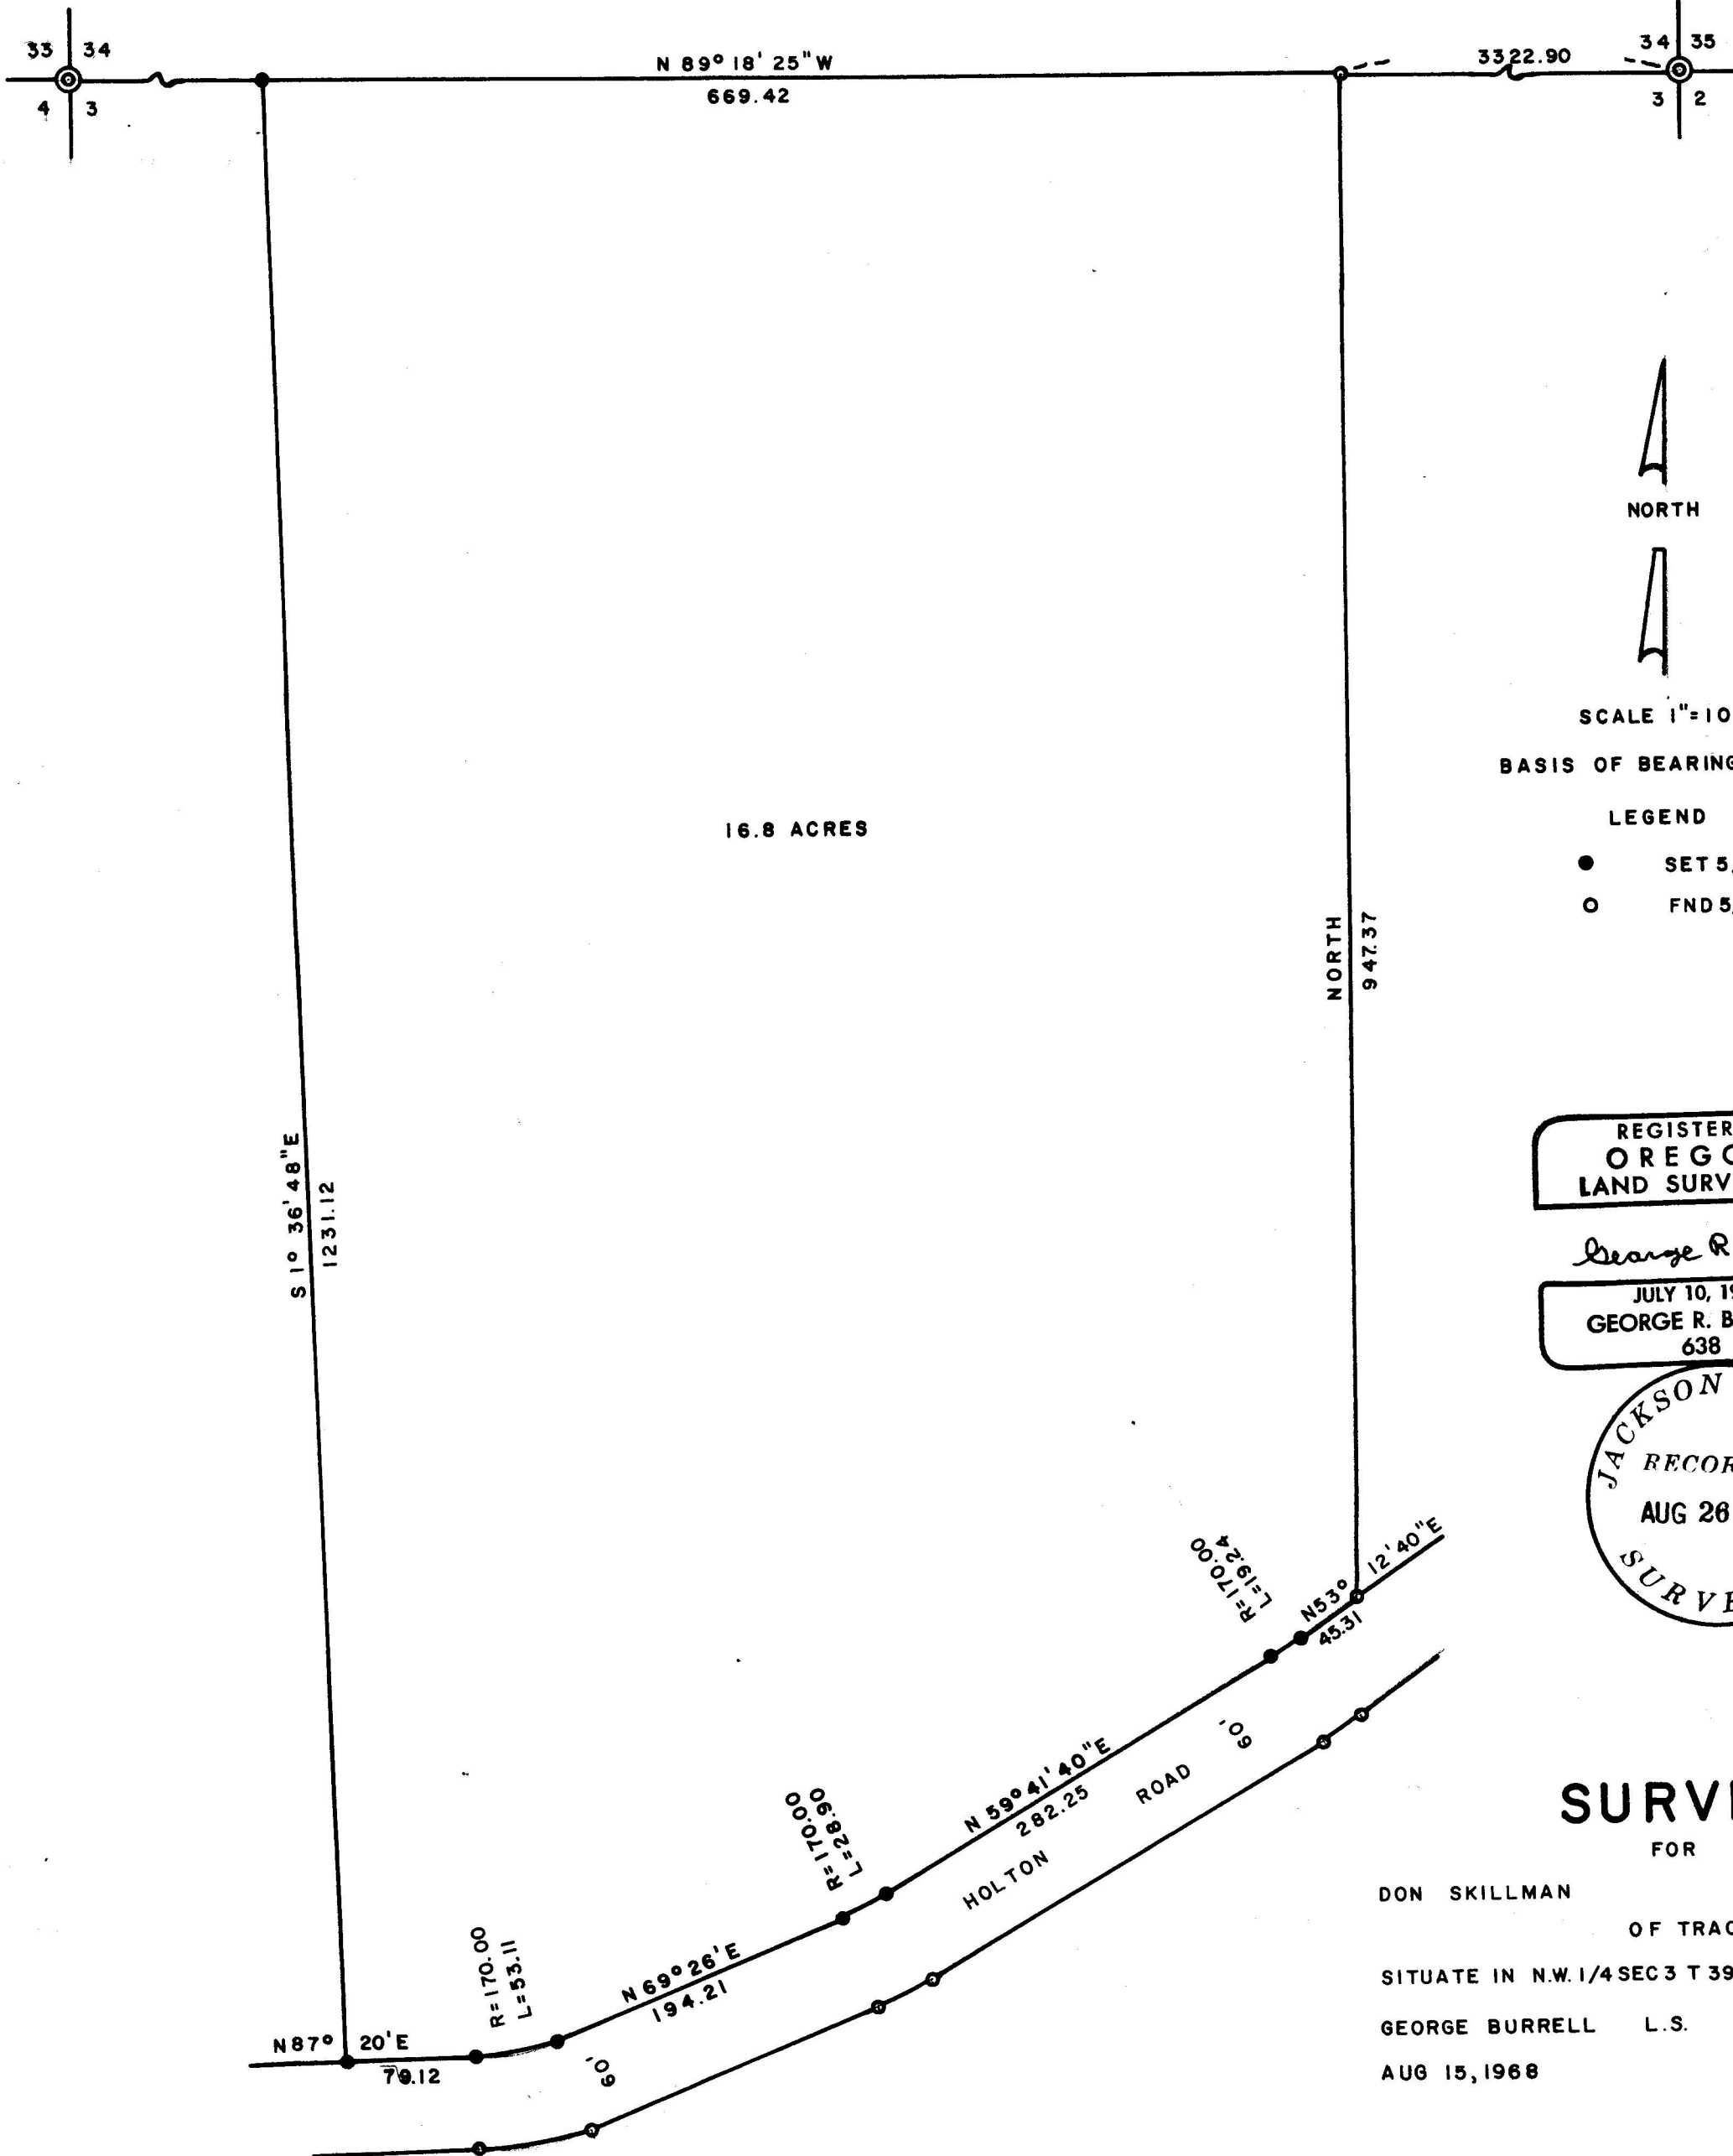 33 34
4 3
N 89° 18' 25" W
669.42
3322.90
34 35
3 2
NORTH
SCALE 1"=10
BASIS OF BEARING
LEGEND
SET 5
FND 5
16.8 ACRES
NORTH
947.37
S 1° 36' 48" E
1231.12
REGISTER
OREGO
LAND SURV
George R
JULY 10, 19
GEORGE R. B
638
JACKSON
RECOR
AUG 26
SURVE
R=170.00
L=19.24
N53° 12' 40" E
45.31
N 59° 41' 40" E
282.25
HOLTON ROAD
60'
R=170.00
L=28.90
N 69° 26' E
194.21
R=170.00
L=53.11
N87° 20' E
79.12
60'
SURVE
FOR
DON SKILLMAN
OF TRAC
SITUATE IN N.W. 1/4 SEC 3 T 39
GEORGE BURRELL L.S.
AUG 15, 1968